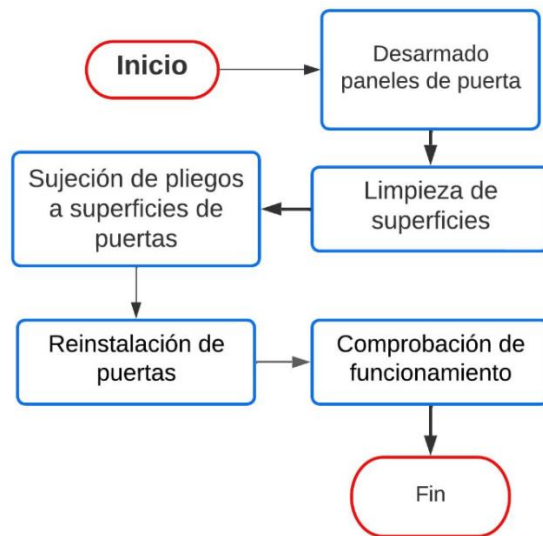 Inicio
Desarmado
paneles de puerta
Limpieza de
superficies
Sujeción de pliegos
a superficies de
puertas
Reinstalación de
puertas
Comprobación de
funcionamiento
Fin